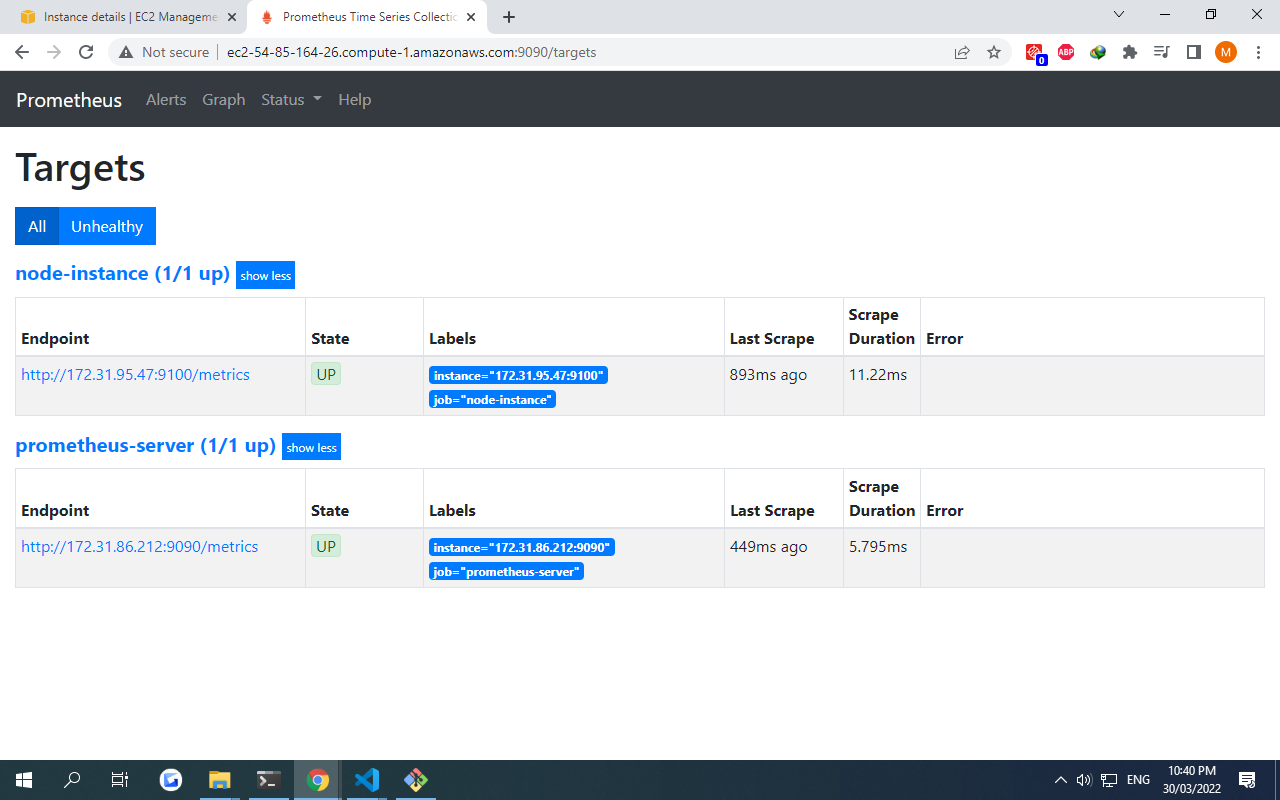 Instance details | EC2 Manageme
Prometheus Time Series Collectio
Not secure
ec2-54-85-164-26.compute-1.amazonaws.com:9090/targets
0
ABP
M
Prometheus
Alerts
Graph
Status
Help
Targets
All
Unhealthy
node-instance (1/1 up)
show less
Endpoint
State
Labels
Last Scrape
Scrape
Duration
Error
http://172.31.95.47:9100/metrics
UP
instance="172.31.95.47:9100"
job="node-instance"
893ms ago
11.22ms
prometheus-server (1/1 up)
show less
Endpoint
State
Labels
Last Scrape
Scrape
Duration
Error
http://172.31.86.212:9090/metrics
UP
instance="172.31.86.212:9090"
job="prometheus-server"
449ms ago
5.795ms
ENG
10:40 PM
30/03/2022